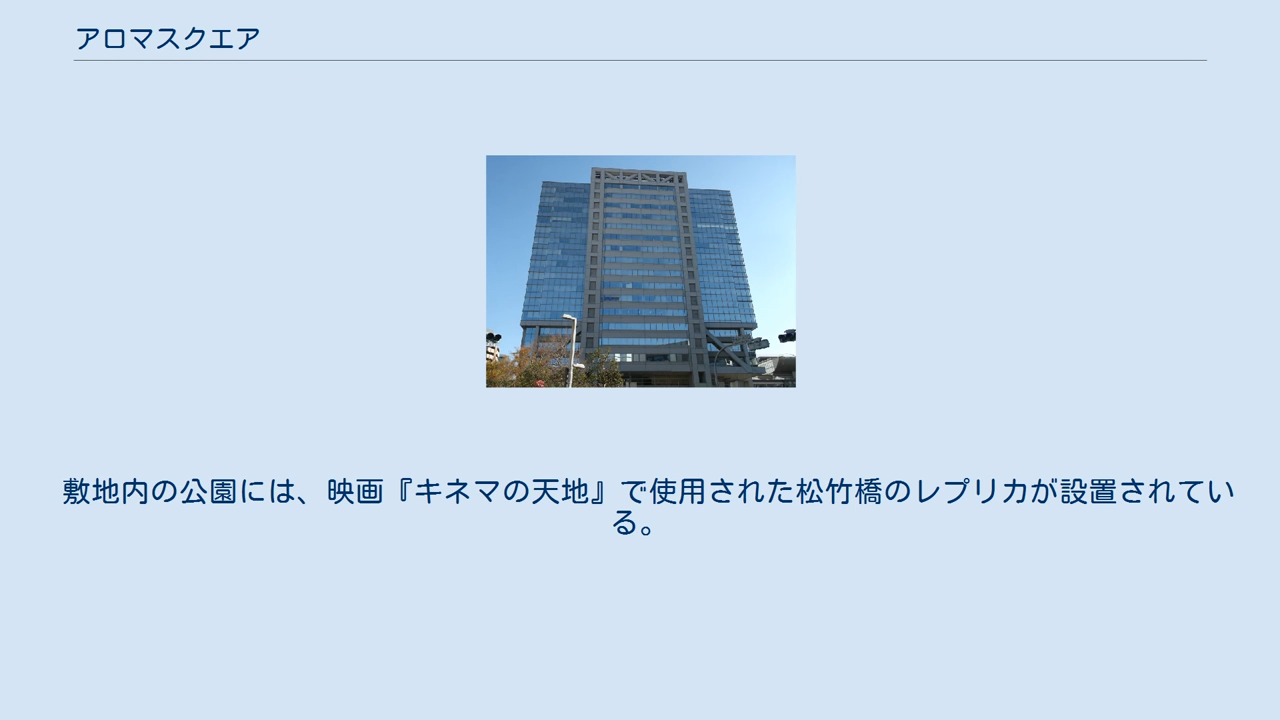 アロマスクエア
敷地内の公園には、映画『キネマの天地』で使用された松竹橋のレプリカが設置されてい
る。